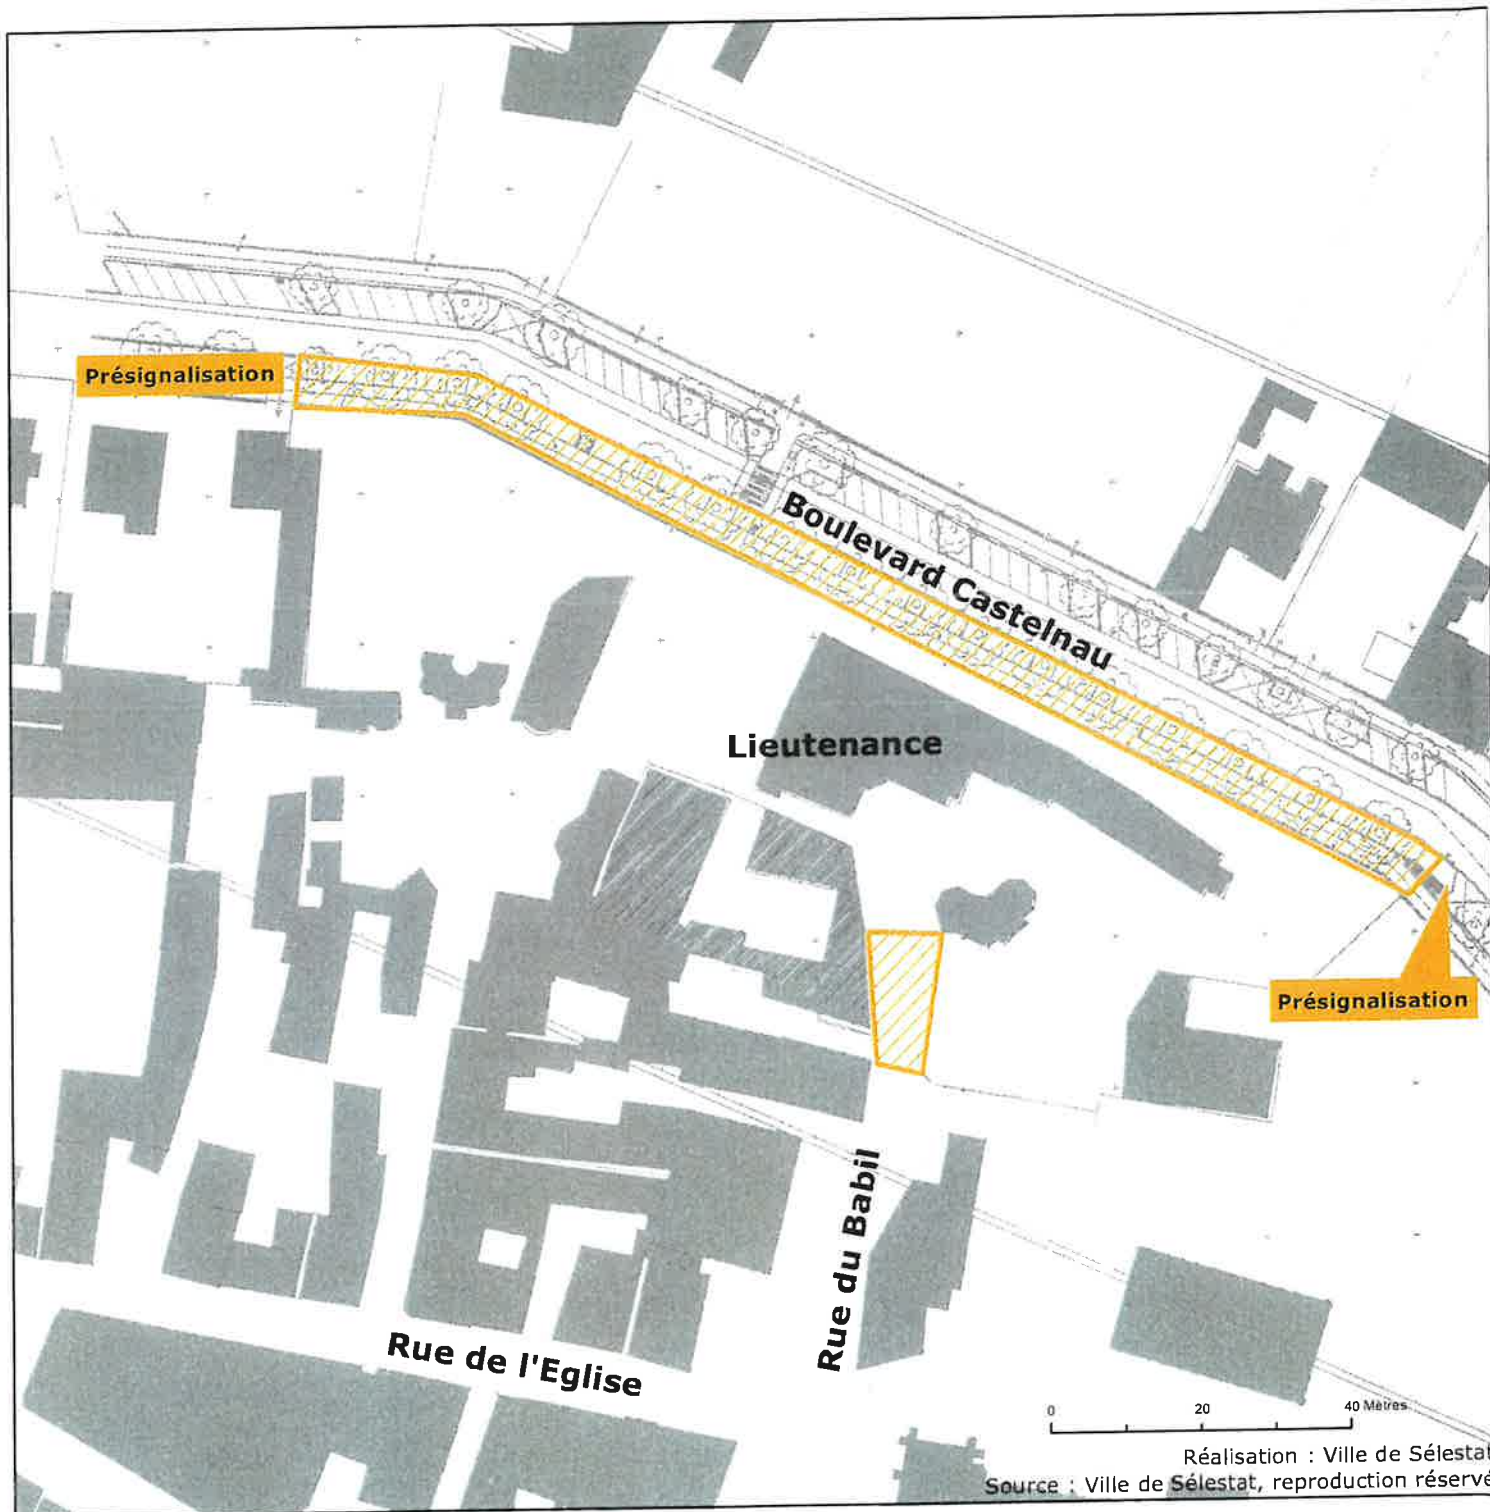 Présignalisation
Boulevard Castelnau
Lieutenance
Présignalisation
Rue du Babil
Rue de l'Eglise
0 20 40 Mètres
Réalisation : Ville de Sélestat
Source : Ville de Sélestat, reproduction réservé